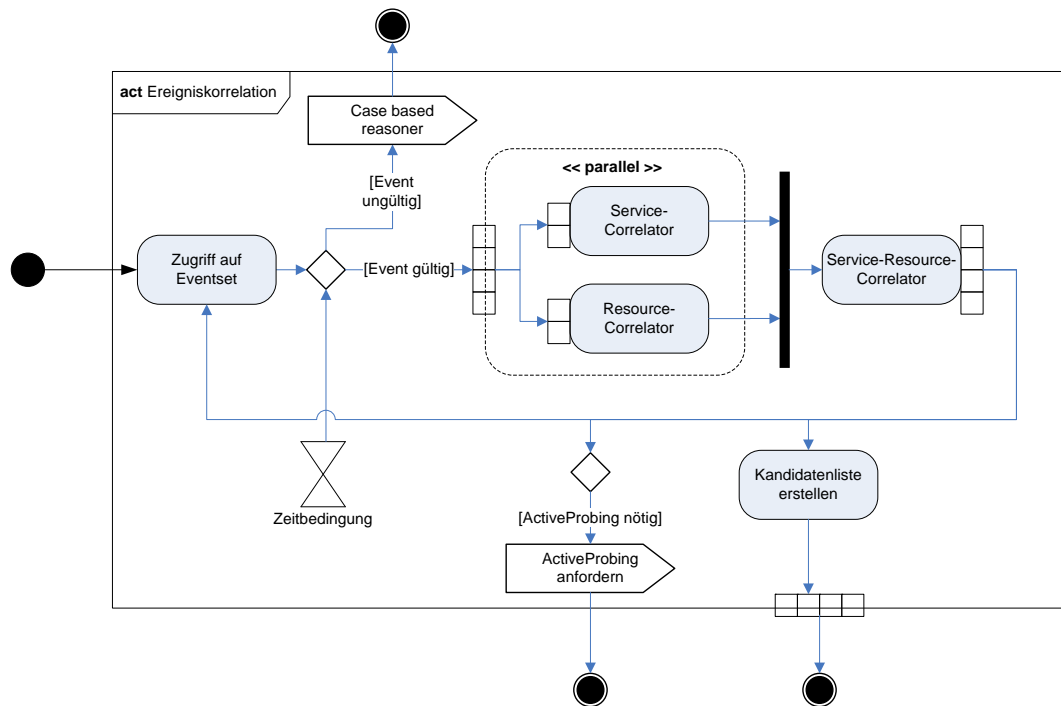 act Ereigniskorrelation
Case based
reasoner
[Event
ungültig]
<< parallel >>
Service-
Correlator
Zugriff auf
Eventset
[Event gültig]
Service-Resource-
Correlator
Resource-
Correlator
Zeitbedingung
Kandidatenliste
erstellen
[ActiveProbing nötig]
ActiveProbing
anfordern